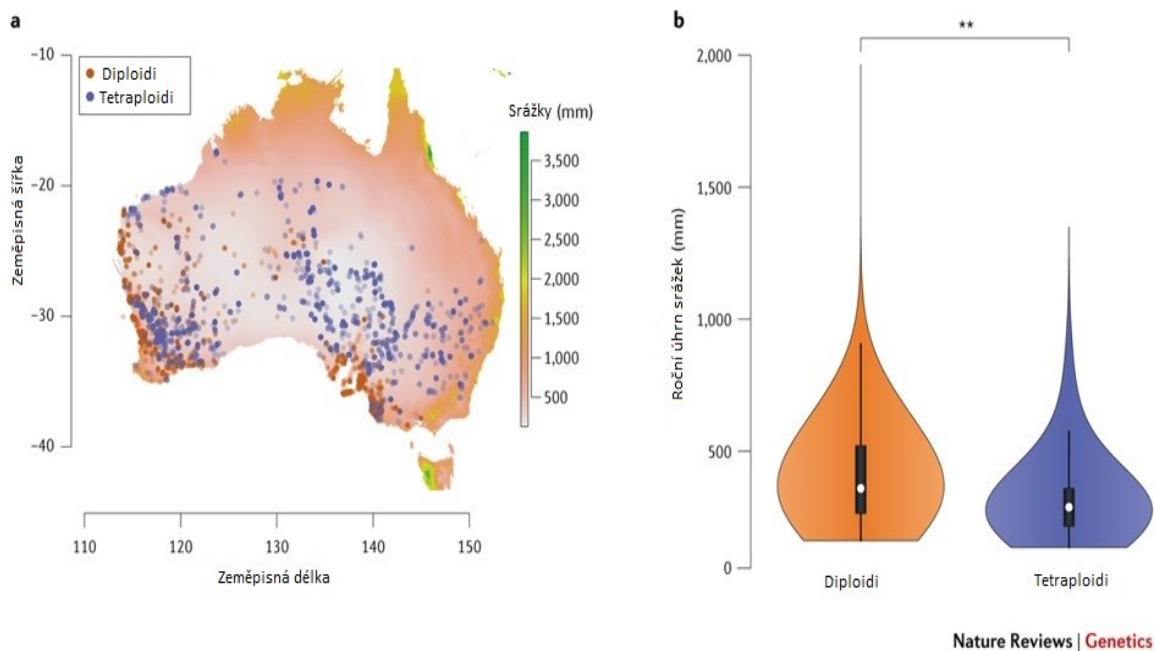 a
−10
−20
−30
−40
Zeměpisná šířka
Diploidi
Tetraploidi
Srážky (mm)
3,500
3,000
2,500
2,000
1,500
1,000
500
110 120 130 140 150
Zeměpisná délka
b
**
2,000
1,500
1,000
500
0
Roční úhrn srážek (mm)
Diploidi Tetraploidi
Nature Reviews | Genetics